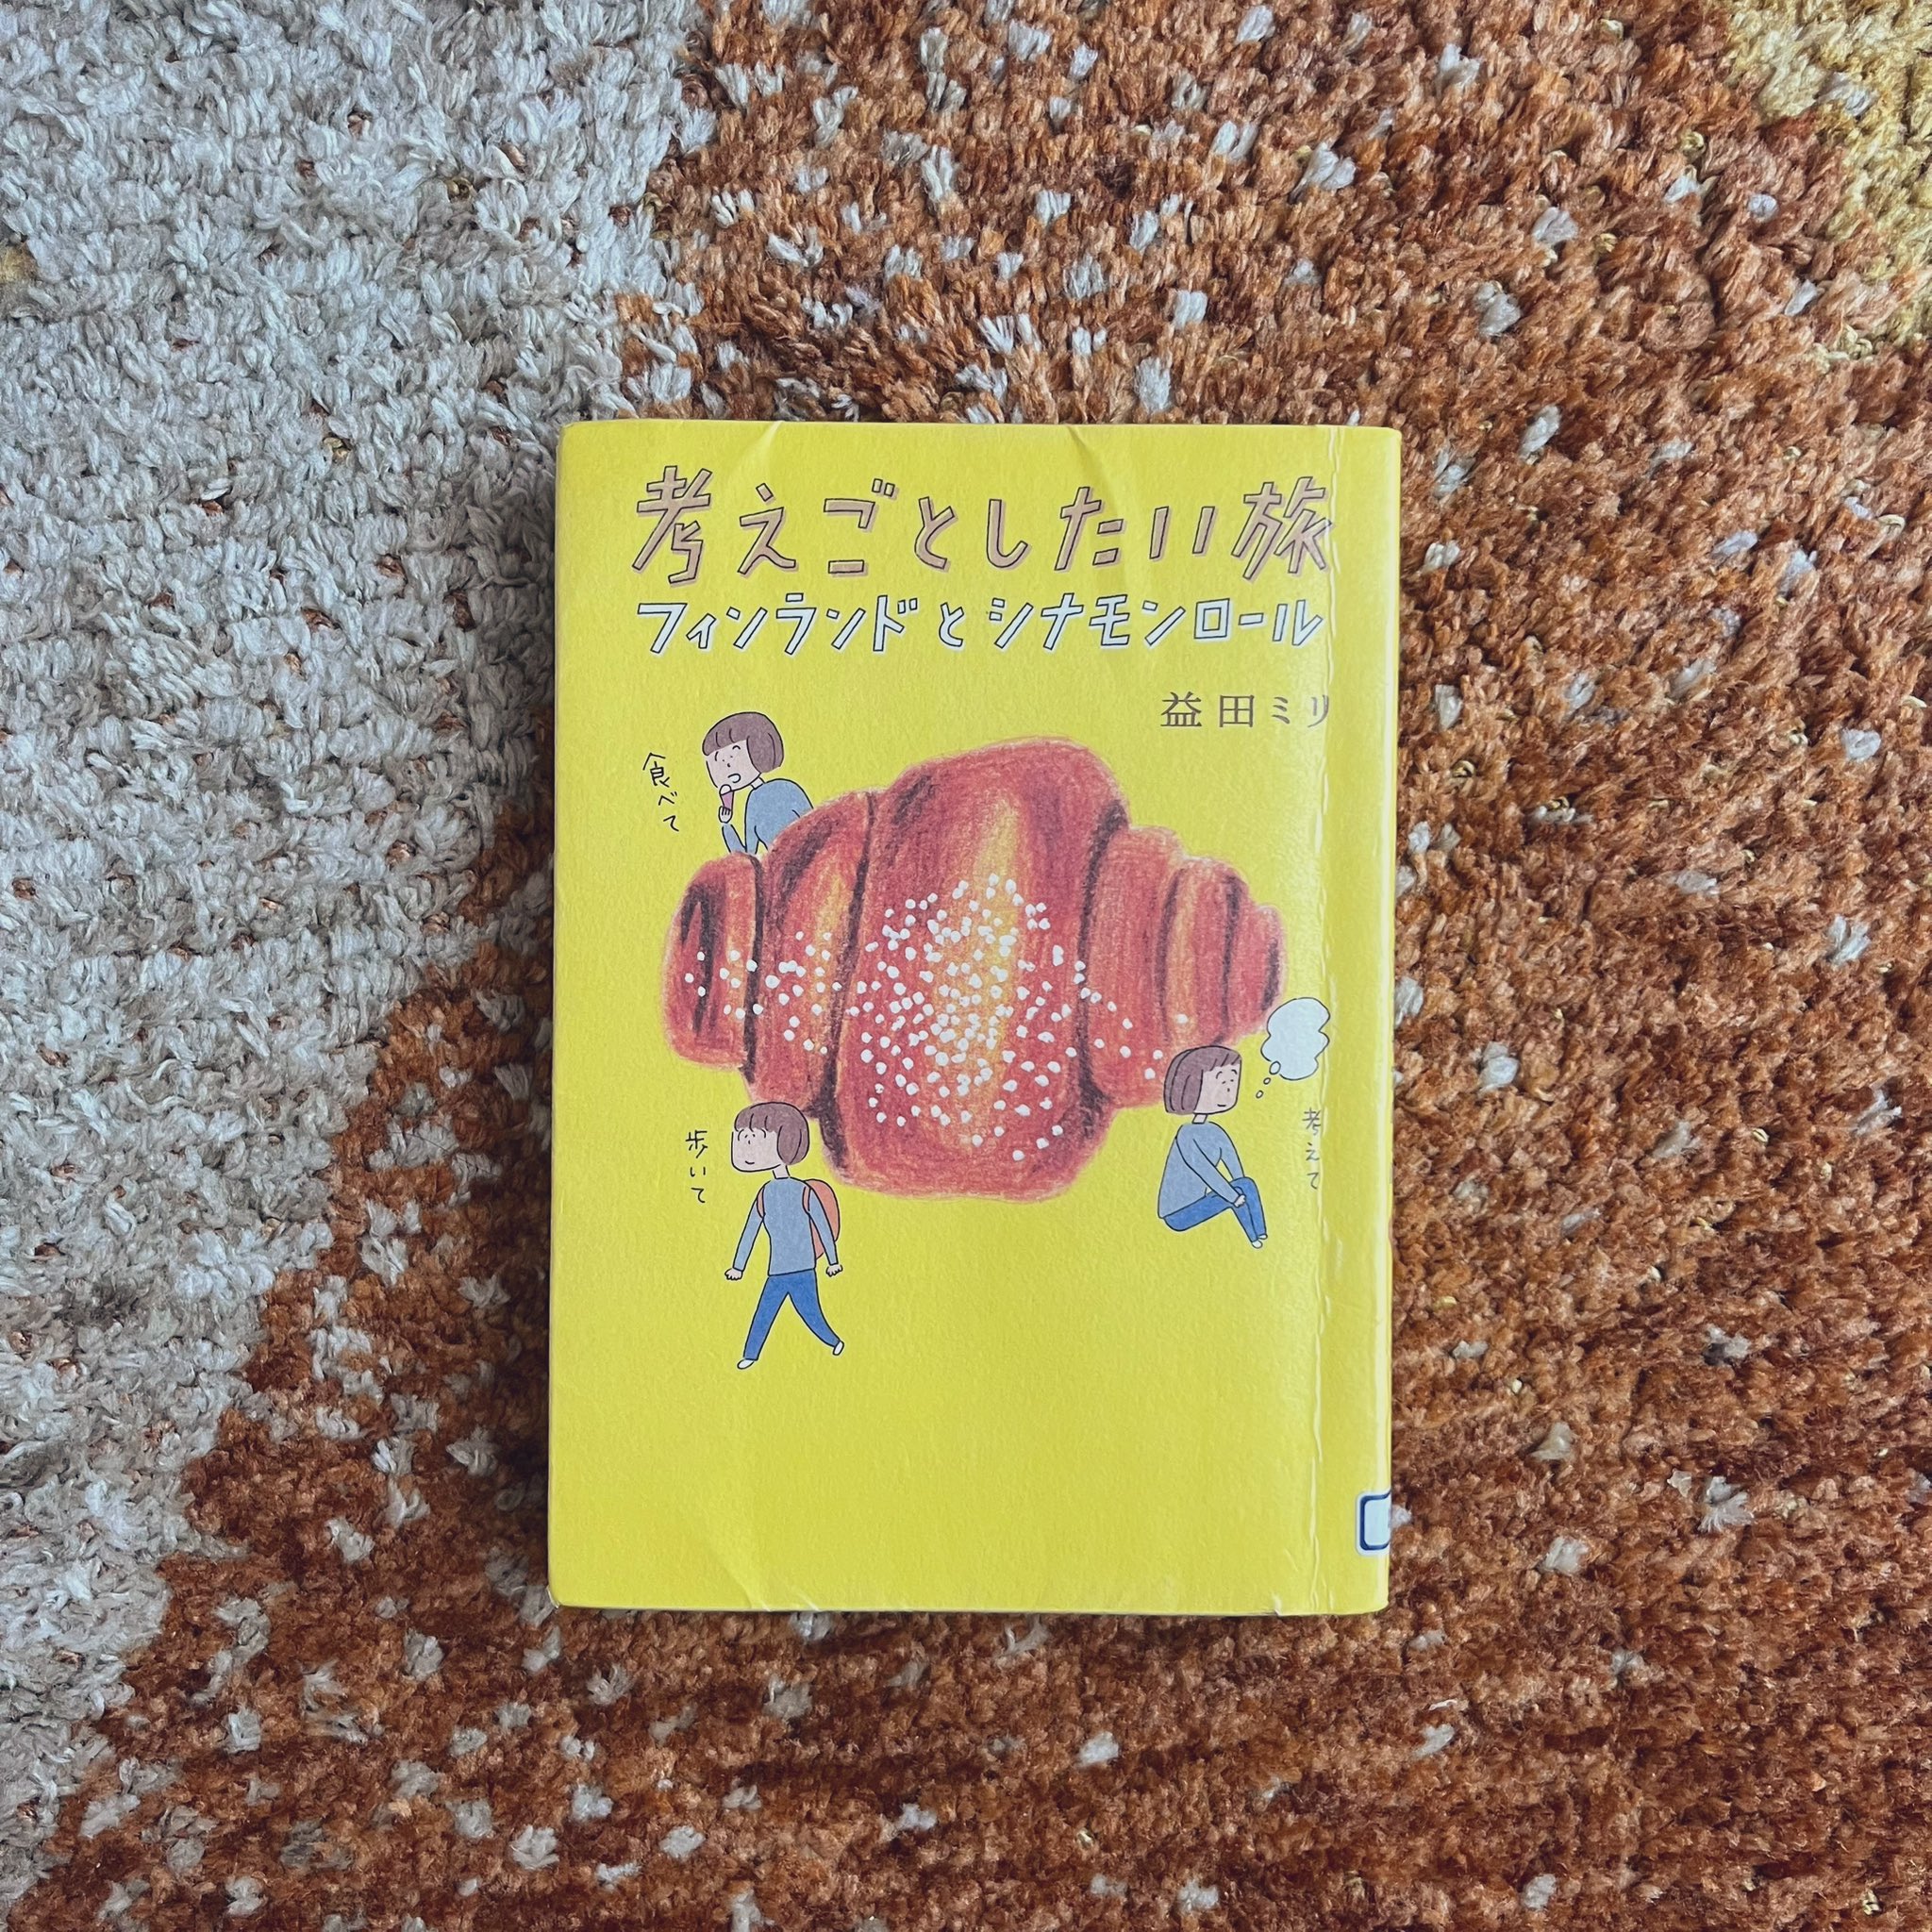 考えごとしたい旅
フィンランドとシナモンロール
益田ミリ
食べて
歩いて
考えて